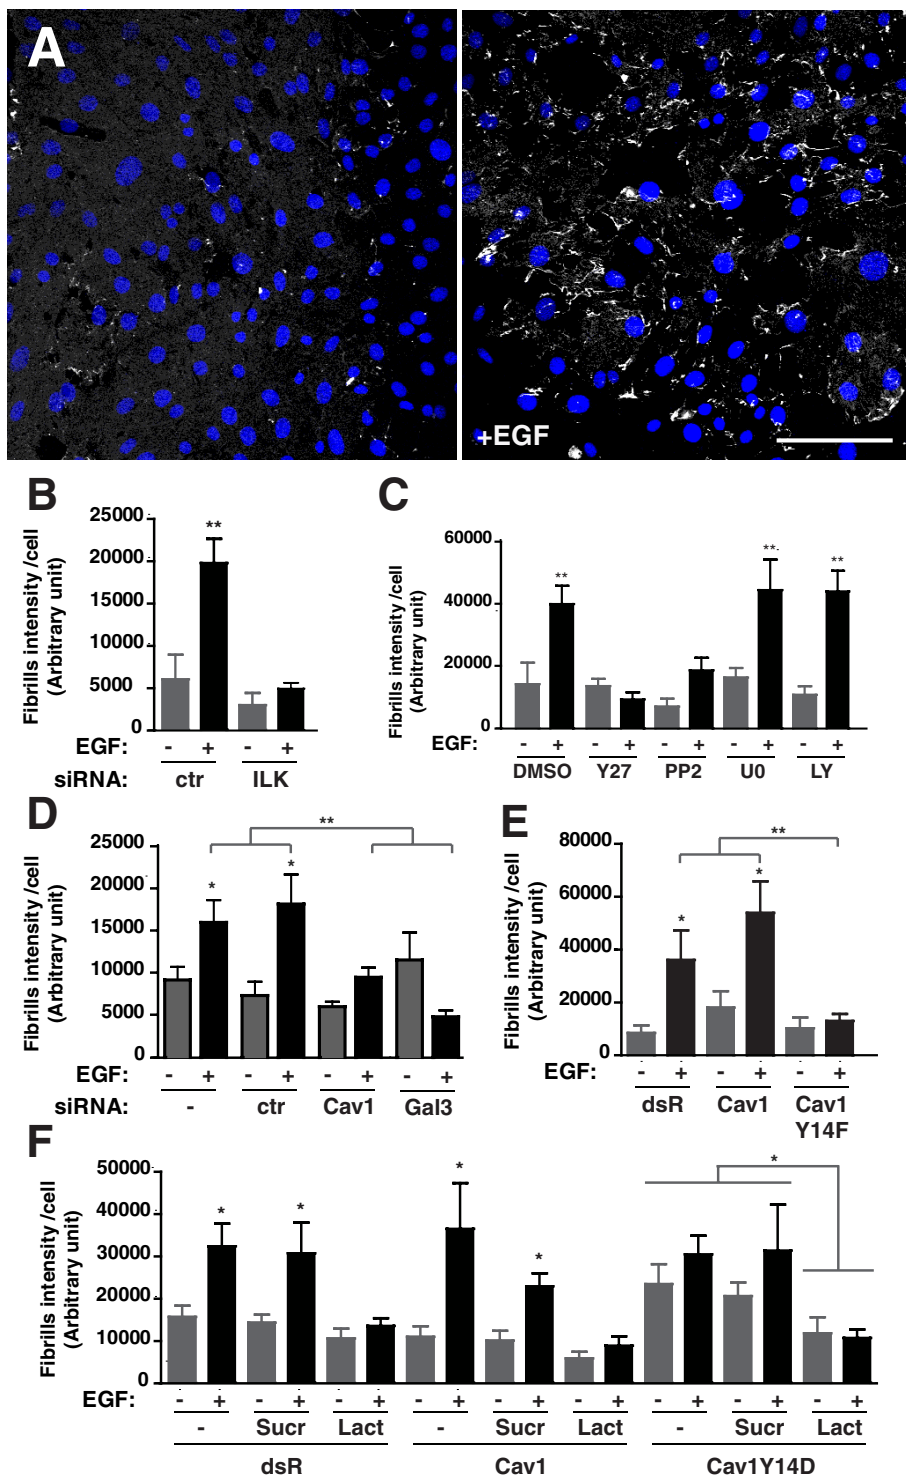 A
+EGF
B
Fibrills intensity /cell
(Arbitrary unit)
25000
20000
15000
10000
5000
0
**
EGF: - + - +
siRNA: ctr ILK
C
Fibrills intensity /cell
(Arbitrary unit)
60000
40000
20000
0
** ** **
EGF: - + - + - + - + - +
DMSO Y27 PP2 U0 LY
D
Fibrills intensity /cell
(Arbitrary unit)
25000
20000
15000
10000
5000
0
**
* *
EGF: - + - + - + - +
siRNA: - ctr Cav1 Gal3
E
Fibrills intensity /cell
(Arbitrary unit)
80000
60000
40000
20000
0
**
* *
EGF: - + - + - +
dsR Cav1 Cav1
Y14F
F
Fibrills intensity /cell
(Arbitrary unit)
50000
40000
30000
20000
10000
0
* * * * *
EGF: - + - + - + - + - + - + - + - + - +
- Sucr Lact - Sucr Lact - Sucr Lact
dsR Cav1 Cav1Y14D